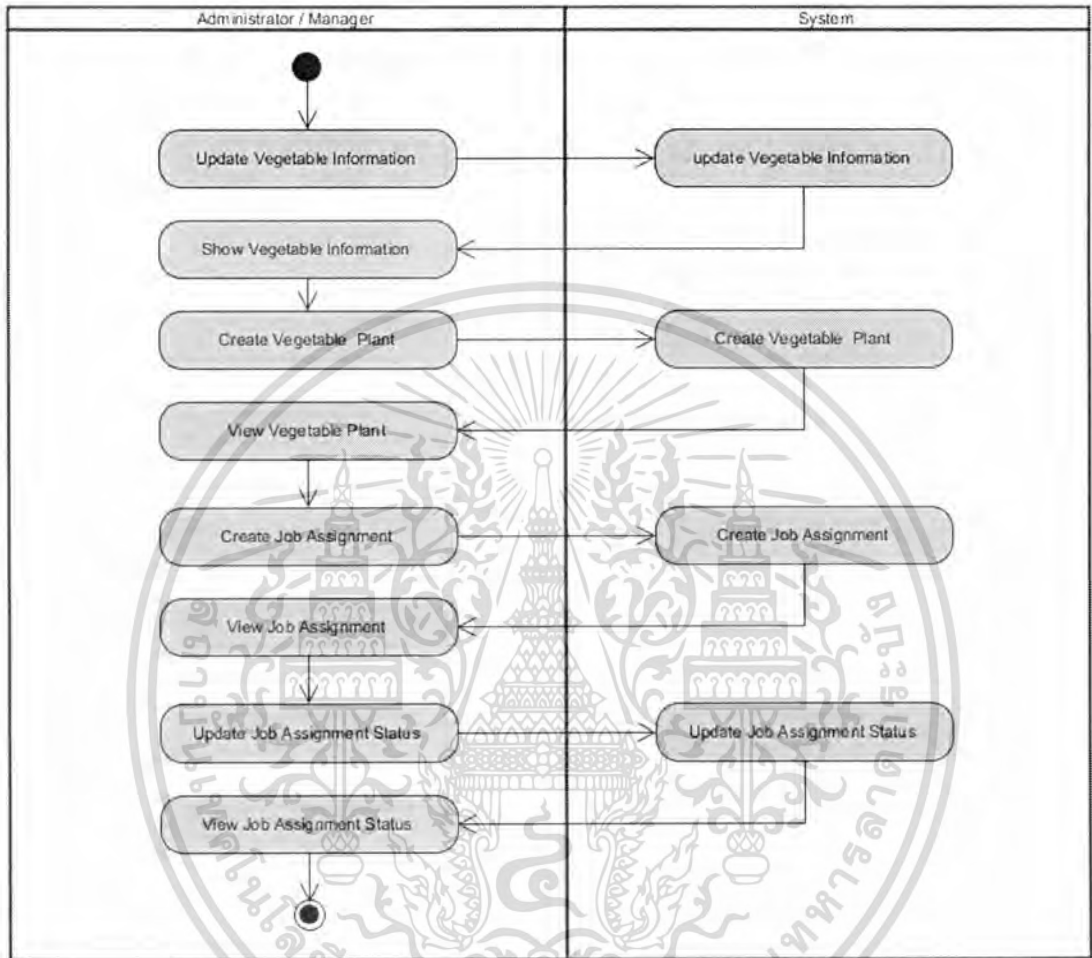 Administrator / Manager
System
Update Vegetable Information
update Vegetable Information
Show Vegetable Information
Create Vegetable Plant
Create Vegetable Plant
View Vegetable Plant
Create Job Assignment
Create Job Assignment
View Job Assignment
Update Job Assignment Status
Update Job Assignment Status
View Job Assignment Status